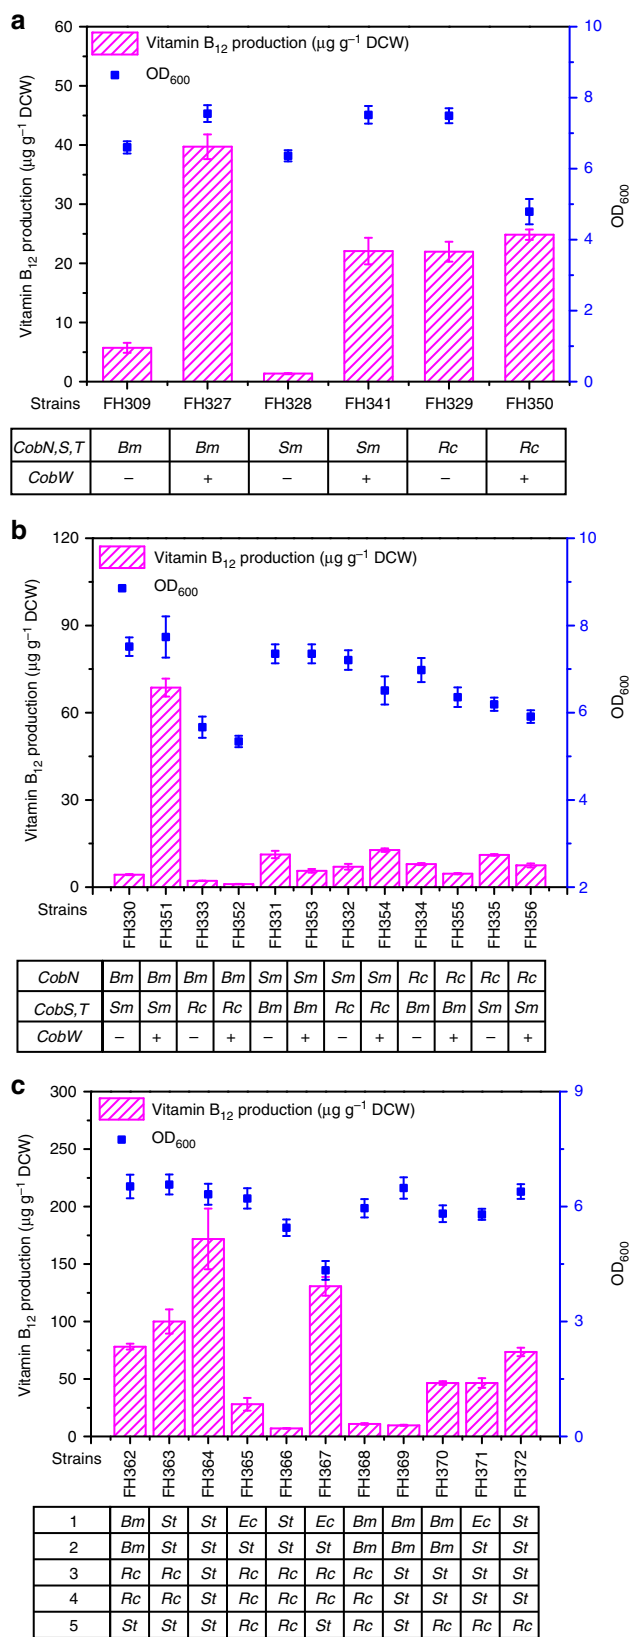 a
Vitamin B12 production (μg g–1 DCW)
OD600
60
50
40
30
20
10
0
Vitamin B12 production (μg g–1 DCW)
10
8
6
4
2
0
OD600
Strains FH309 FH327 FH328 FH341 FH329 FH350
CobN,S,T Bm Bm Sm Sm Rc Rc
CobW – + – + – +
b
Vitamin B12 production (μg g–1 DCW)
OD600
120
90
60
30
0
Vitamin B12 production (μg g–1 DCW)
10
8
6
4
2
OD600
Strains FH330 FH351 FH333 FH352 FH331 FH353 FH332 FH354 FH334 FH355 FH335 FH356
CobN Bm Bm Bm Bm Sm Sm Sm Sm Rc Rc Rc Rc
CobS,T Sm Sm Rc Rc Bm Bm Rc Rc Bm Bm Sm Sm
CobW – + – + – + – + – + – +
c
Vitamin B12 production (μg g–1 DCW)
OD600
300
250
200
150
100
50
0
Vitamin B12 production (μg g–1 DCW)
9
6
3
0
OD600
Strains FH362 FH363 FH364 FH365 FH366 FH367 FH368 FH369 FH370 FH371 FH372
1 Bm St St Ec St Ec Bm Bm Bm Ec St
2 Bm St St St St St Bm Bm Bm St St
3 Rc Rc St Rc Rc Rc Rc St St St St
4 Rc Rc St Rc Rc Rc Rc St St St St
5 St St St Rc Rc St Rc St Rc Rc Rc